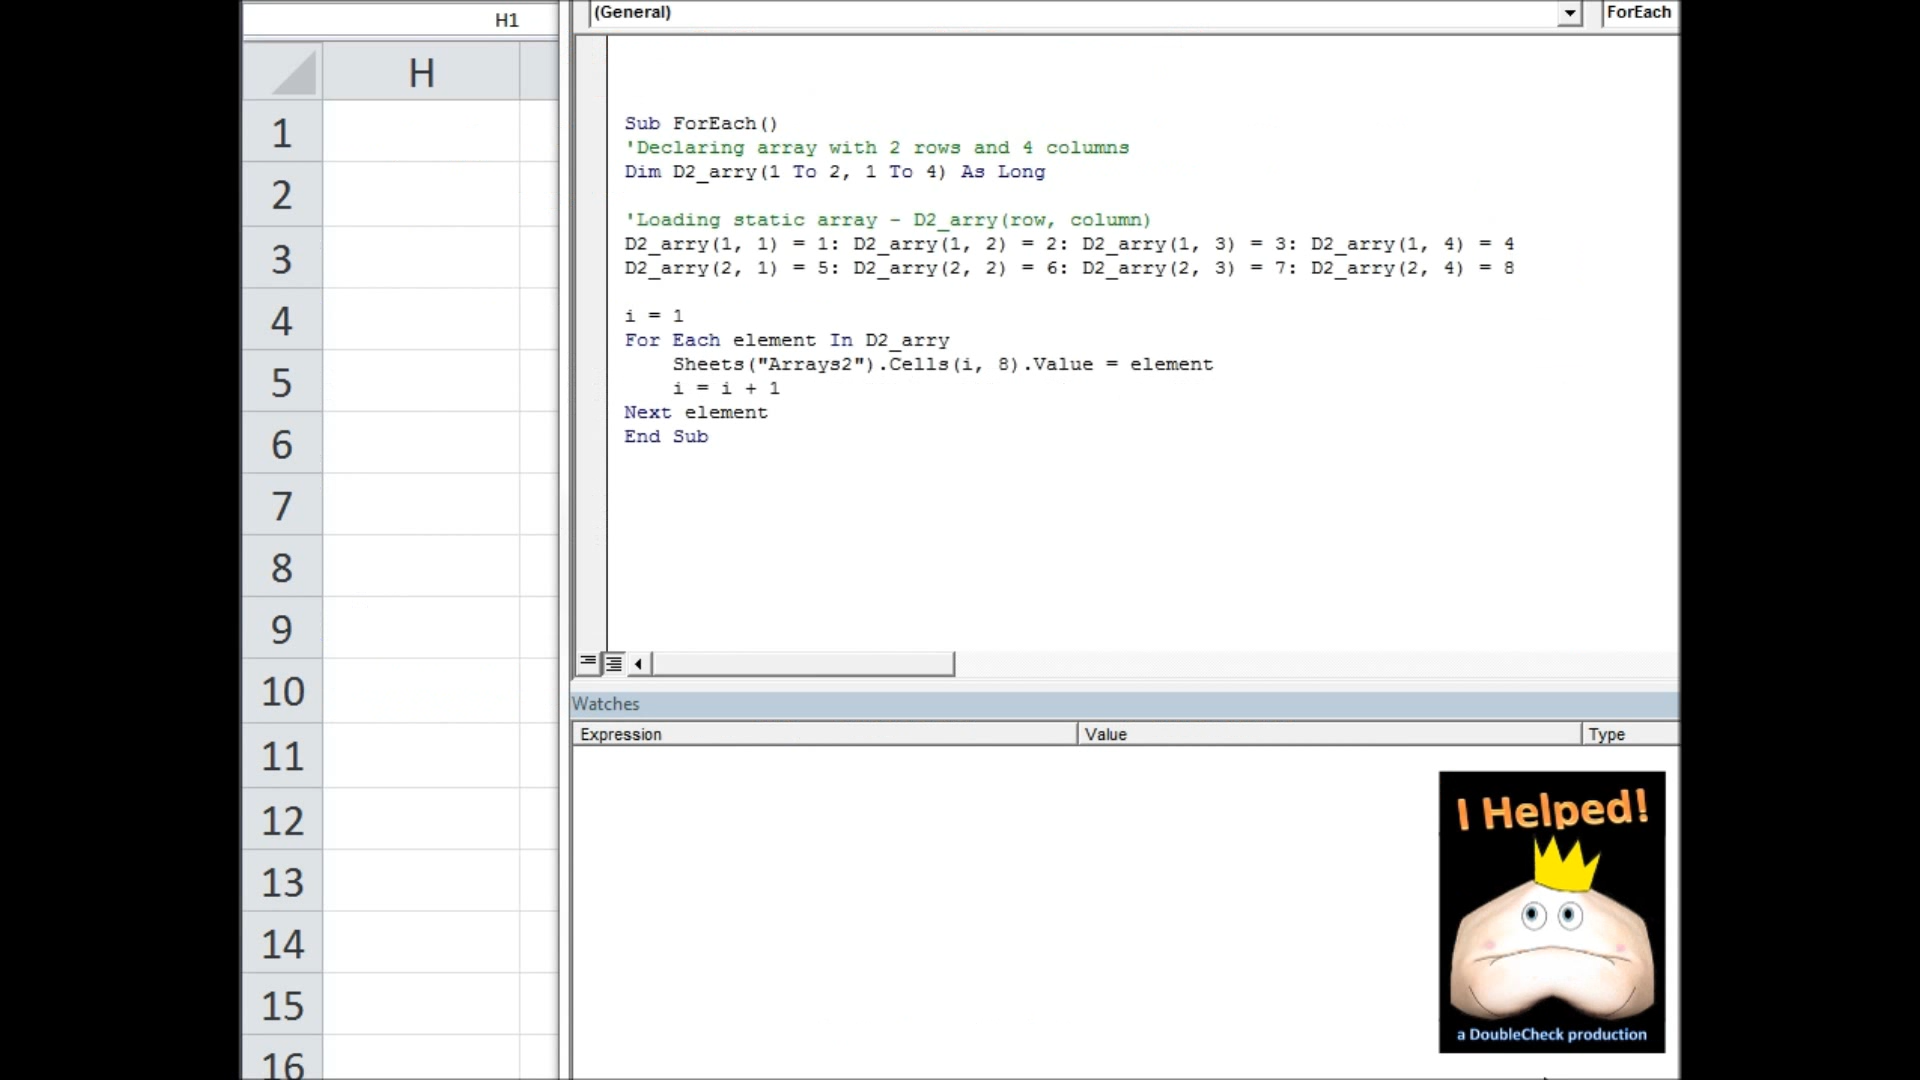 H1
H
1
2
3
4
5
6
7
8
9
10
11
12
13
14
15
16
(General)
ForEach
Sub ForEach()
'Declaring array with 2 rows and 4 columns
Dim D2_arry(1 To 2, 1 To 4) As Long
'Loading static array - D2_arry(row, column)
D2_arry(1, 1) = 1: D2_arry(1, 2) = 2: D2_arry(1, 3) = 3: D2_arry(1, 4) = 4
D2_arry(2, 1) = 5: D2_arry(2, 2) = 6: D2_arry(2, 3) = 7: D2_arry(2, 4) = 8
i = 1
For Each element In D2_arry
Sheets("Arrays2").Cells(i, 8).Value = element
i = i + 1
Next element
End Sub
Watches
Expression
Value
Type
I Helped!
a DoubleCheck production